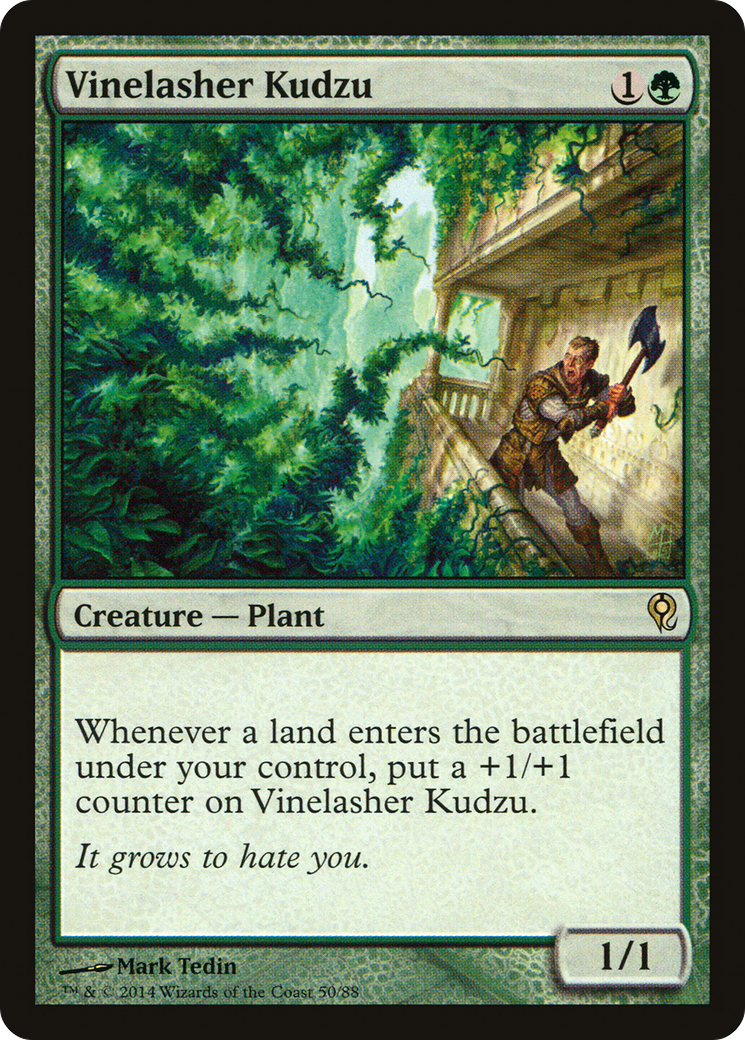 Vinelasher Kudzu 1
Creature — Plant
Whenever a land enters the battlefield
under your control, put a +1/+1
counter on Vinelasher Kudzu.
It grows to hate you.
1/1
Mark Tedin
™ & © 2014 Wizards of the Coast 50/88